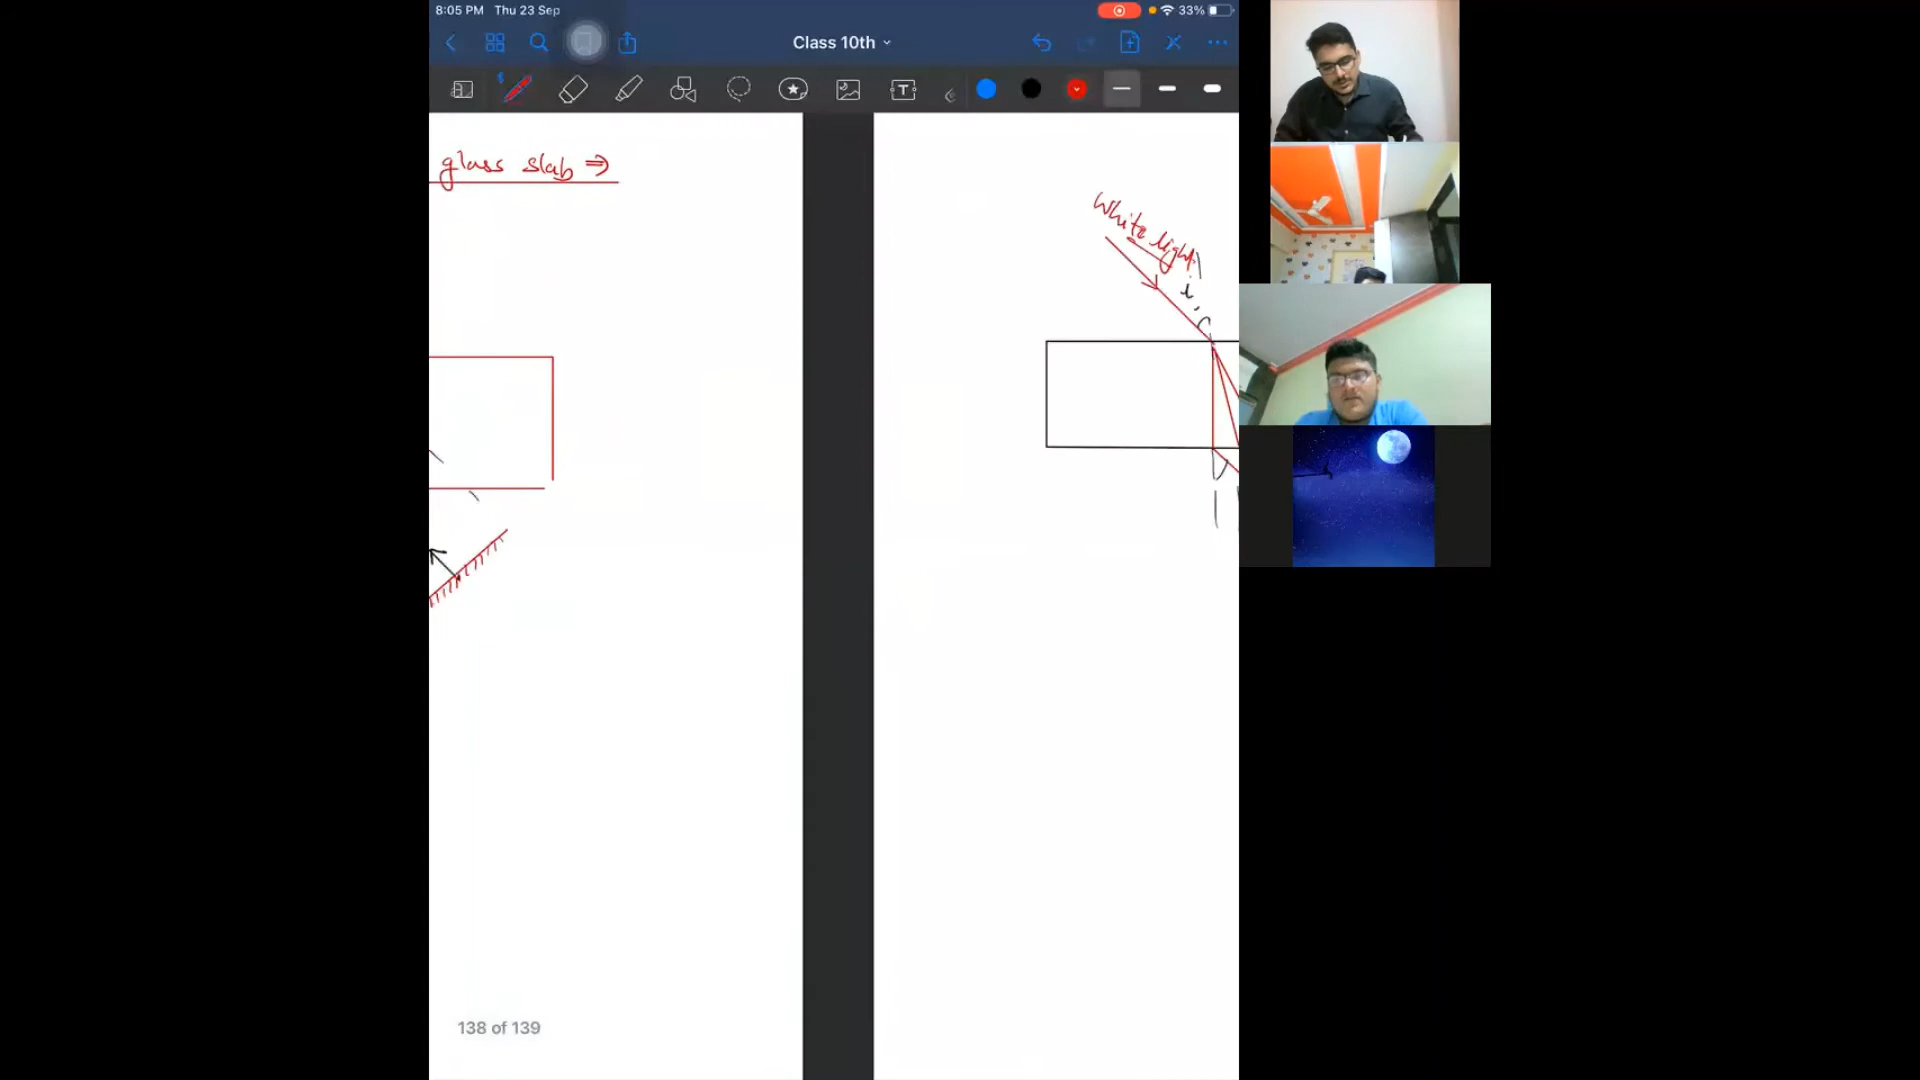 8:05 PM Thu 23 Sep
33%
Class 10th
T
glass slab ⇒
White light
i
138 of 139